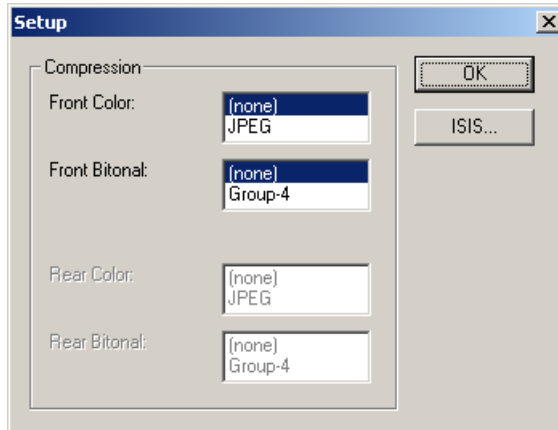 Setup
Compression
OK
Front Color:
(none)
JPEG
ISIS...
Front Bitonal:
(none)
Group-4
Rear Color:
(none)
JPEG
Rear Bitonal:
(none)
Group-4